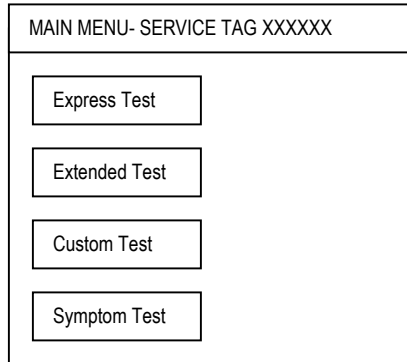 MAIN MENU- SERVICE TAG XXXXXX
Express Test
Extended Test
Custom Test
Symptom Test